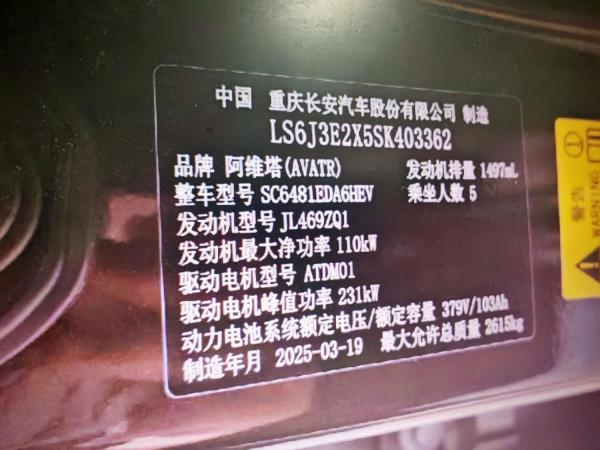 中国 重庆长安汽车股份有限公司 制造
LS6J3E2X5SK403362
品牌 阿维塔(AVATR) 发动机排量 1497mL
整车型号 SC6481EDA6HEV 乘坐人数 5
发动机型号 JL469ZQ1
发动机最大净功率 110kW
驱动电机型号 ATDM01
驱动电机峰值功率 231kW
动力电池系统额定电压/额定容量 379V/103Ah
制造年月 2025-03-19 最大允许总质量 2615kg
警告
WARNING